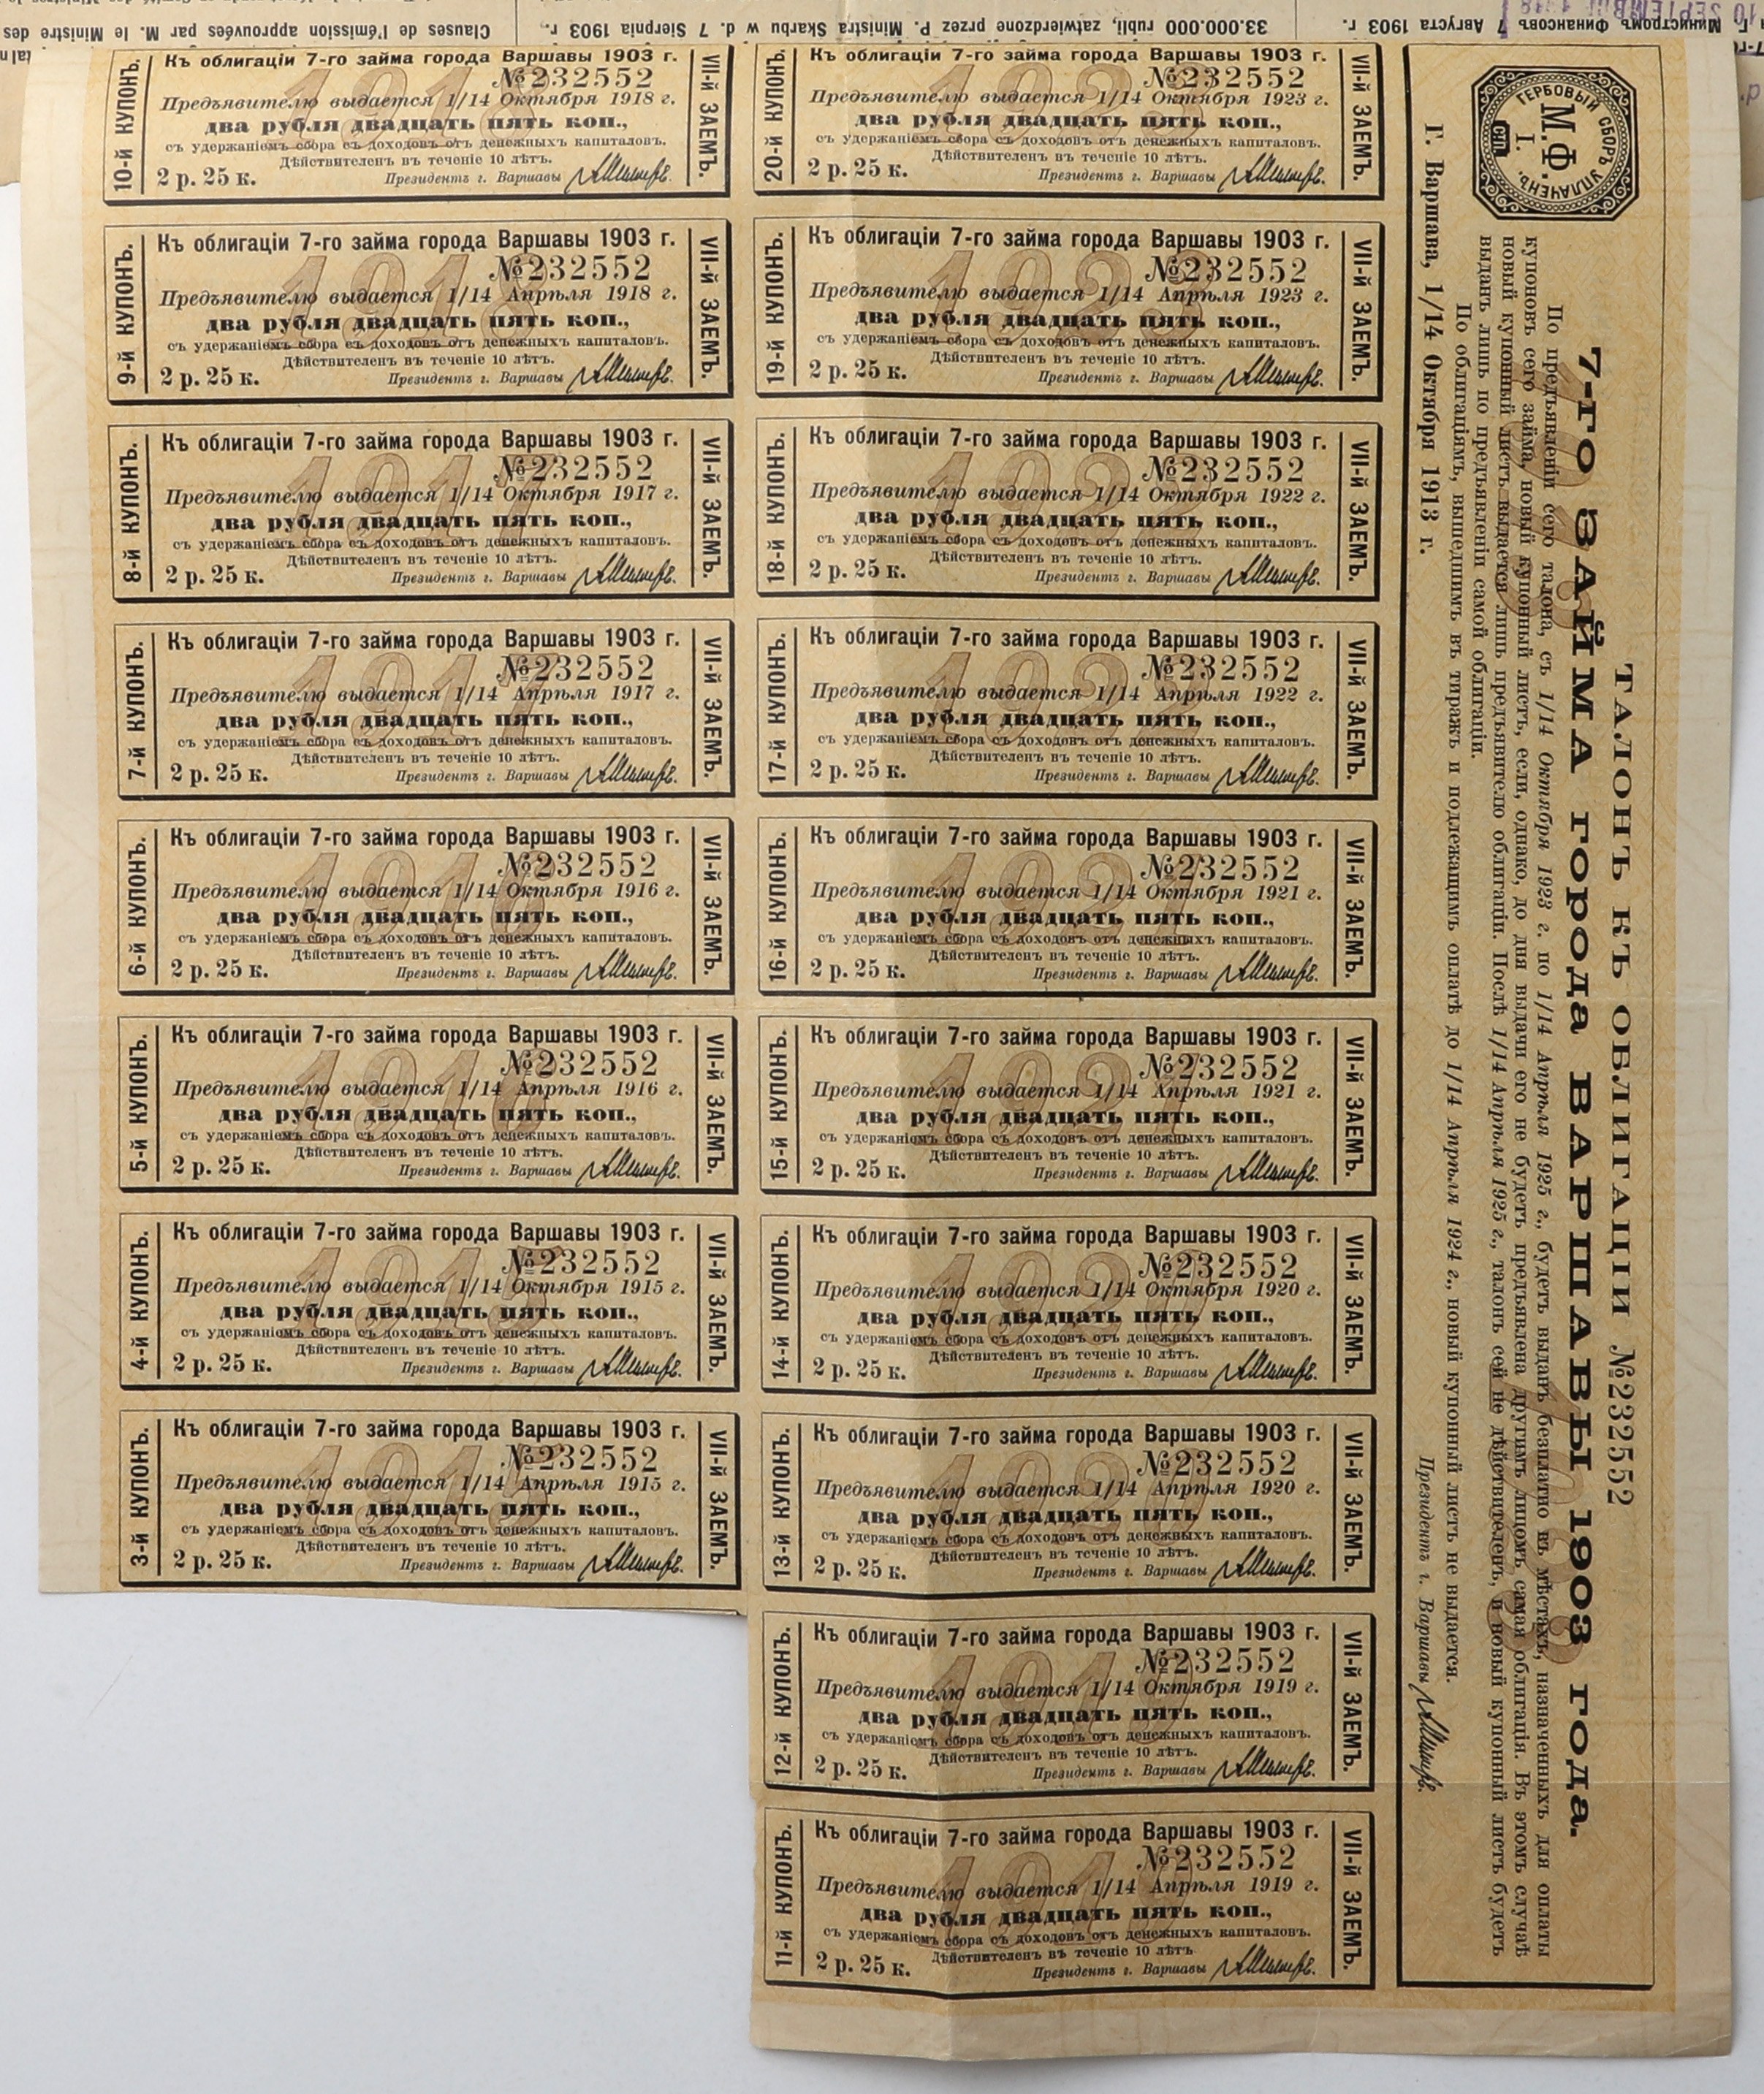 Clauses de l'émission approuvées par M. le Ministre des
33.000.000 rubli, zatwierdzone przez P. Ministra Skarbu w d. 7 Sierpnia 1903 r.
Г. Министромъ Финансовъ 7 Августа 1903 г.
10 SEPTEMBRE 1918
10-й КУПОНЪ.
Къ облигаціи 7-го займа города Варшавы 1903 г.
№232552
Предъявителю выдается 1/14 Октября 1918 г.
два рубля двадцать пять коп.,
съ удержаніемъ сбора съ доходовъ отъ денежныхъ капиталовъ.
Дѣйствителенъ въ теченіе 10 лѣтъ.
2 р. 25 к.
Президентъ г. Варшавы
VII-й ЗАЕМЪ.
9-й КУПОНЪ.
Къ облигаціи 7-го займа города Варшавы 1903 г.
№232552
Предъявителю выдается 1/14 Апрѣля 1918 г.
два рубля двадцать пять коп.,
съ удержаніемъ сбора съ доходовъ отъ денежныхъ капиталовъ.
Дѣйствителенъ въ теченіе 10 лѣтъ.
2 р. 25 к.
Президентъ г. Варшавы
VII-й ЗАЕМЪ.
8-й КУПОНЪ.
Къ облигаціи 7-го займа города Варшавы 1903 г.
№232552
Предъявителю выдается 1/14 Октября 1917 г.
два рубля двадцать пять коп.,
съ удержаніемъ сбора съ доходовъ отъ денежныхъ капиталовъ.
Дѣйствителенъ въ теченіе 10 лѣтъ.
2 р. 25 к.
Президентъ г. Варшавы
VII-й ЗАЕМЪ.
7-й КУПОНЪ.
Къ облигаціи 7-го займа города Варшавы 1903 г.
№232552
Предъявителю выдается 1/14 Апрѣля 1917 г.
два рубля двадцать пять коп.,
съ удержаніемъ сбора съ доходовъ отъ денежныхъ капиталовъ.
Дѣйствителенъ въ теченіе 10 лѣтъ.
2 р. 25 к.
Президентъ г. Варшавы
VII-й ЗАЕМЪ.
6-й КУПОНЪ.
Къ облигаціи 7-го займа города Варшавы 1903 г.
№232552
Предъявителю выдается 1/14 Октября 1916 г.
два рубля двадцать пять коп.,
съ удержаніемъ сбора съ доходовъ отъ денежныхъ капиталовъ.
Дѣйствителенъ въ теченіе 10 лѣтъ.
2 р. 25 к.
Президентъ г. Варшавы
VII-й ЗАЕМЪ.
5-й КУПОНЪ.
Къ облигаціи 7-го займа города Варшавы 1903 г.
№232552
Предъявителю выдается 1/14 Апрѣля 1916 г.
два рубля двадцать пять коп.,
съ удержаніемъ сбора съ доходовъ отъ денежныхъ капиталовъ.
Дѣйствителенъ въ теченіе 10 лѣтъ.
2 р. 25 к.
Президентъ г. Варшавы
VII-й ЗАЕМЪ.
4-й КУПОНЪ.
Къ облигаціи 7-го займа города Варшавы 1903 г.
№232552
Предъявителю выдается 1/14 Октября 1915 г.
два рубля двадцать пять коп.,
съ удержаніемъ сбора съ доходовъ отъ денежныхъ капиталовъ.
Дѣйствителенъ въ теченіе 10 лѣтъ.
2 р. 25 к.
Президентъ г. Варшавы
VII-й ЗАЕМЪ.
3-й КУПОНЪ.
Къ облигаціи 7-го займа города Варшавы 1903 г.
№232552
Предъявителю выдается 1/14 Апрѣля 1915 г.
два рубля двадцать пять коп.,
съ удержаніемъ сбора съ доходовъ отъ денежныхъ капиталовъ.
Дѣйствителенъ въ теченіе 10 лѣтъ.
2 р. 25 к.
Президентъ г. Варшавы
VII-й ЗАЕМЪ.
20-й КУПОНЪ.
Къ облигаціи 7-го займа города Варшавы 1903 г.
№232552
Предъявителю выдается 1/14 Октября 1923 г.
два рубля двадцать пять коп.,
съ удержаніемъ сбора съ доходовъ отъ денежныхъ капиталовъ.
Дѣйствителенъ въ теченіе 10 лѣтъ.
2 р. 25 к.
Президентъ г. Варшавы
VII-й ЗАЕМЪ.
19-й КУПОНЪ.
Къ облигаціи 7-го займа города Варшавы 1903 г.
№232552
Предъявителю выдается 1/14 Апрѣля 1923 г.
два рубля двадцать пять коп.,
съ удержаніемъ сбора съ доходовъ отъ денежныхъ капиталовъ.
Дѣйствителенъ въ теченіе 10 лѣтъ.
2 р. 25 к.
Президентъ г. Варшавы
VII-й ЗАЕМЪ.
18-й КУПОНЪ.
Къ облигаціи 7-го займа города Варшавы 1903 г.
№232552
Предъявителю выдается 1/14 Октября 1922 г.
два рубля двадцать пять коп.,
съ удержаніемъ сбора съ доходовъ отъ денежныхъ капиталовъ.
Дѣйствителенъ въ теченіе 10 лѣтъ.
2 р. 25 к.
Президентъ г. Варшавы
VII-й ЗАЕМЪ.
17-й КУПОНЪ.
Къ облигаціи 7-го займа города Варшавы 1903 г.
№232552
Предъявителю выдается 1/14 Апрѣля 1922 г.
два рубля двадцать пять коп.,
съ удержаніемъ сбора съ доходовъ отъ денежныхъ капиталовъ.
Дѣйствителенъ въ теченіе 10 лѣтъ.
2 р. 25 к.
Президентъ г. Варшавы
VII-й ЗАЕМЪ.
16-й КУПОНЪ.
Къ облигаціи 7-го займа города Варшавы 1903 г.
№232552
Предъявителю выдается 1/14 Октября 1921 г.
два рубля двадцать пять коп.,
съ удержаніемъ сбора съ доходовъ отъ денежныхъ капиталовъ.
Дѣйствителенъ въ теченіе 10 лѣтъ.
2 р. 25 к.
Президентъ г. Варшавы
VII-й ЗАЕМЪ.
15-й КУПОНЪ.
Къ облигаціи 7-го займа города Варшавы 1903 г.
№232552
Предъявителю выдается 1/14 Апрѣля 1921 г.
два рубля двадцать пять коп.,
съ удержаніемъ сбора съ доходовъ отъ денежныхъ капиталовъ.
Дѣйствителенъ въ теченіе 10 лѣтъ.
2 р. 25 к.
Президентъ г. Варшавы
VII-й ЗАЕМЪ.
14-й КУПОНЪ.
Къ облигаціи 7-го займа города Варшавы 1903 г.
№232552
Предъявителю выдается 1/14 Октября 1920 г.
два рубля двадцать пять коп.,
съ удержаніемъ сбора съ доходовъ отъ денежныхъ капиталовъ.
Дѣйствителенъ въ теченіе 10 лѣтъ.
2 р. 25 к.
Президентъ г. Варшавы
VII-й ЗАЕМЪ.
13-й КУПОНЪ.
Къ облигаціи 7-го займа города Варшавы 1903 г.
№232552
Предъявителю выдается 1/14 Апрѣля 1920 г.
два рубля двадцать пять коп.,
съ удержаніемъ сбора съ доходовъ отъ денежныхъ капиталовъ.
Дѣйствителенъ въ теченіе 10 лѣтъ.
2 р. 25 к.
Президентъ г. Варшавы
VII-й ЗАЕМЪ.
12-й КУПОНЪ.
Къ облигаціи 7-го займа города Варшавы 1903 г.
№232552
Предъявителю выдается 1/14 Октября 1919 г.
два рубля двадцать пять коп.,
съ удержаніемъ сбора съ доходовъ отъ денежныхъ капиталовъ.
Дѣйствителенъ въ теченіе 10 лѣтъ.
2 р. 25 к.
Президентъ г. Варшавы
VII-й ЗАЕМЪ.
11-й КУПОНЪ.
Къ облигаціи 7-го займа города Варшавы 1903 г.
№232552
Предъявителю выдается 1/14 Апрѣля 1919 г.
два рубля двадцать пять коп.,
съ удержаніемъ сбора съ доходовъ отъ денежныхъ капиталовъ.
Дѣйствителенъ въ теченіе 10 лѣтъ
2 р. 25 к.
Президентъ г. Варшавы
VII-й ЗАЕМЪ.
ГЕРБОВЫЙ СБОРЪ УПЛАЧЕНЪ.
М.Ф.
I.
СП
ТАЛОНЪ КЪ ОБЛИГАЦІИ №232552
7-го ЗАЙМА города ВАРШАВЫ 1903 года.
По предъявленіи сего талона, съ 1/14 Октября 1923 г. по 1/14 Апрѣля 1925 г., будетъ выданъ безплатно въ мѣстахъ, назначенныхъ для оплаты
купоновъ сего займа, новый купонный листъ, если, однако, до дня выдачи его не будетъ предъявлена другимъ лицомъ самая облигація. Въ этомъ случаѣ
новый купонный листъ выдается лишь предъявителю облигаціи. Послѣ 1/14 Апрѣля 1925 г., талонъ сей не дѣйствителенъ, и новый купонный листъ будетъ
выданъ лишь по предъявленіи самой облигаціи.
По облигаціямъ, вышедшимъ въ тиражъ и подлежащимъ оплатѣ до 1/14 Апрѣля 1924 г., новый купонный листъ не выдается.
Г. Варшава, 1/14 Октября 1913 г.
Президентъ г. Варшавы